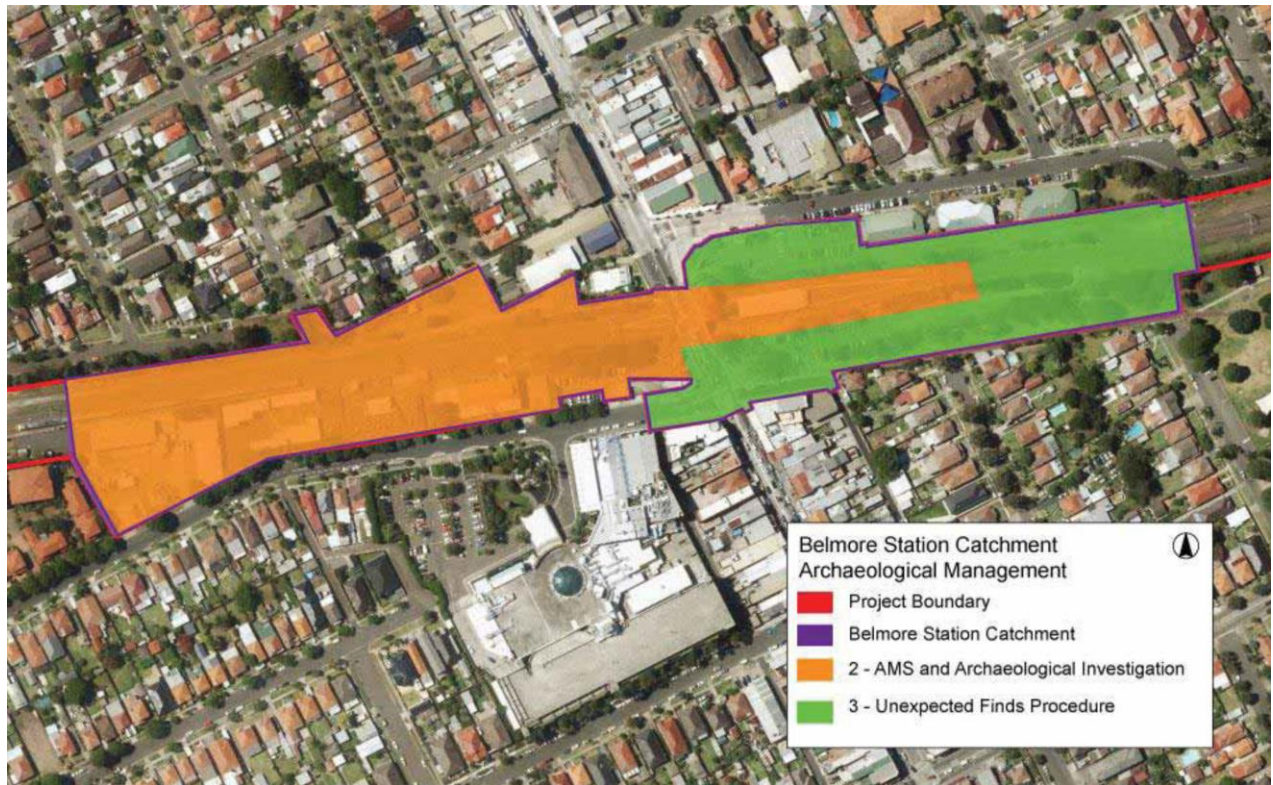 Belmore Station Catchment
Archaeological Management
Project Boundary
Belmore Station Catchment
2 - AMS and Archaeological Investigation
3 - Unexpected Finds Procedure